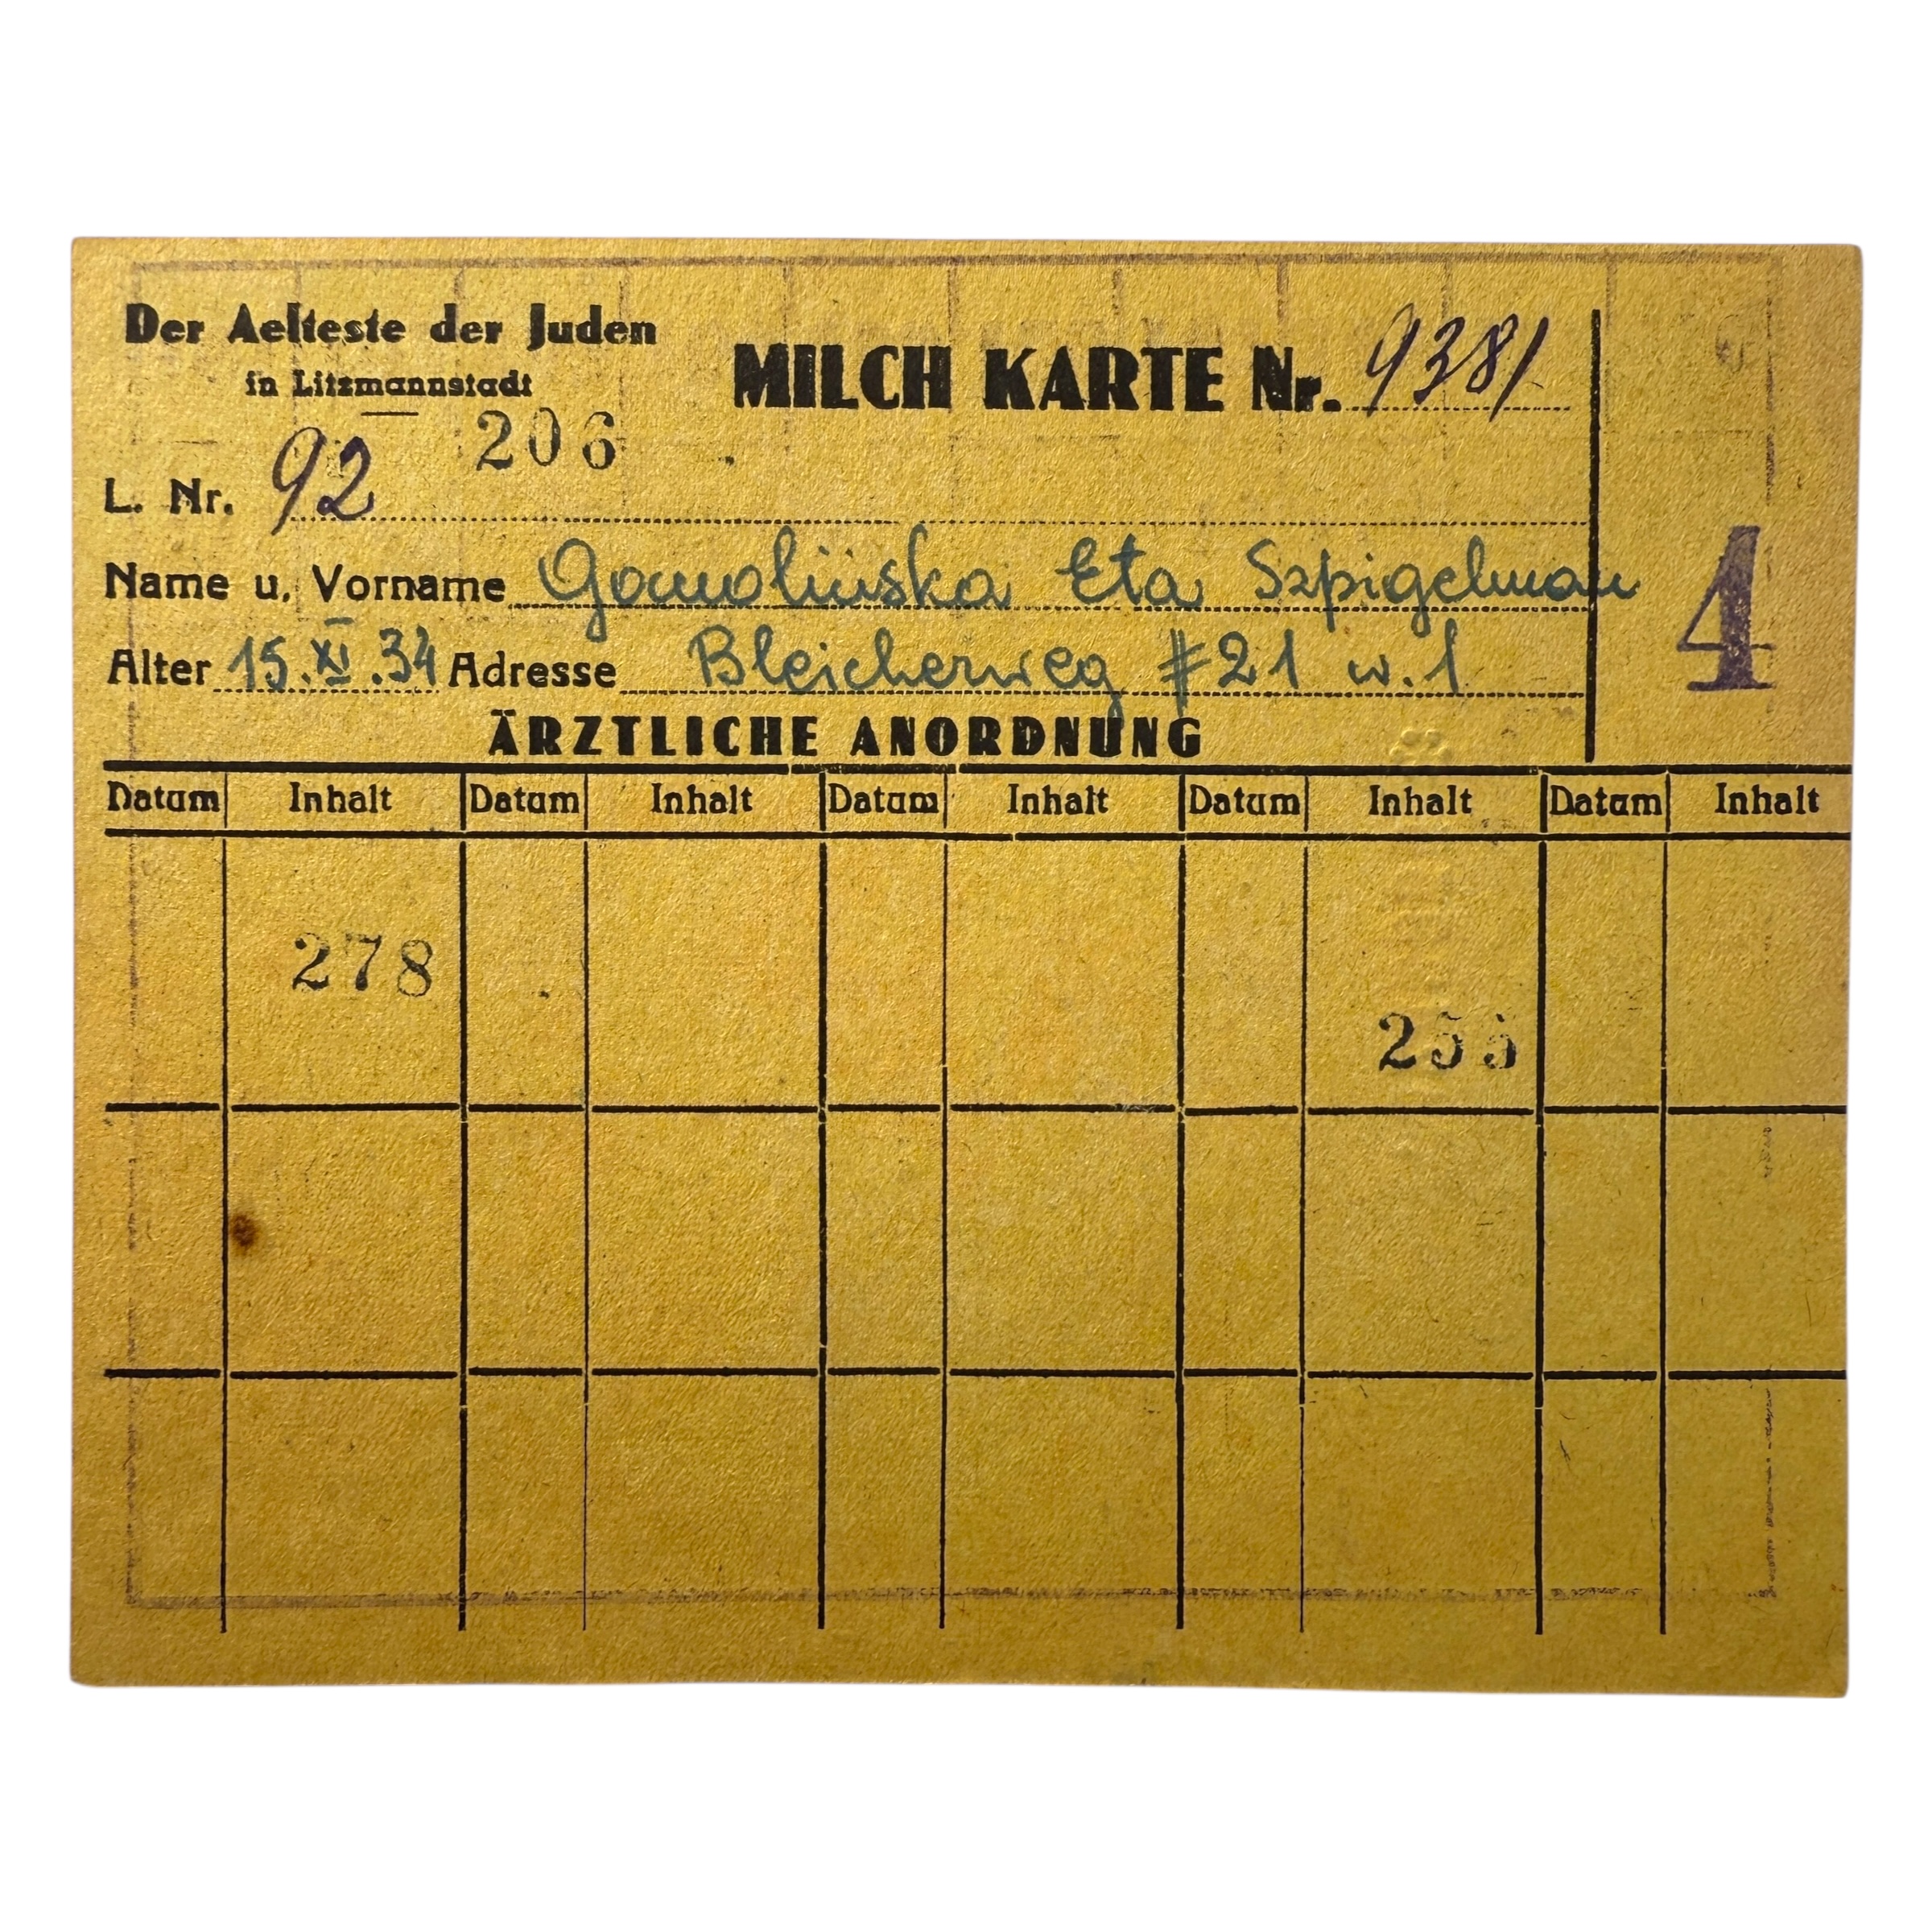 Der Aelteste der Juden
in Litzmannstadt
MILCH KARTE Nr. 9381
206
L. Nr. 92
Name u. Vorname Gomolińska Eta Szpigelman
4
Alter 15.XI.34 Adresse Bleicherweg #21 w.1
ÄRZTLICHE ANORDNUNG
Datum Inhalt Datum Inhalt Datum Inhalt Datum Inhalt Datum Inhalt
278
255